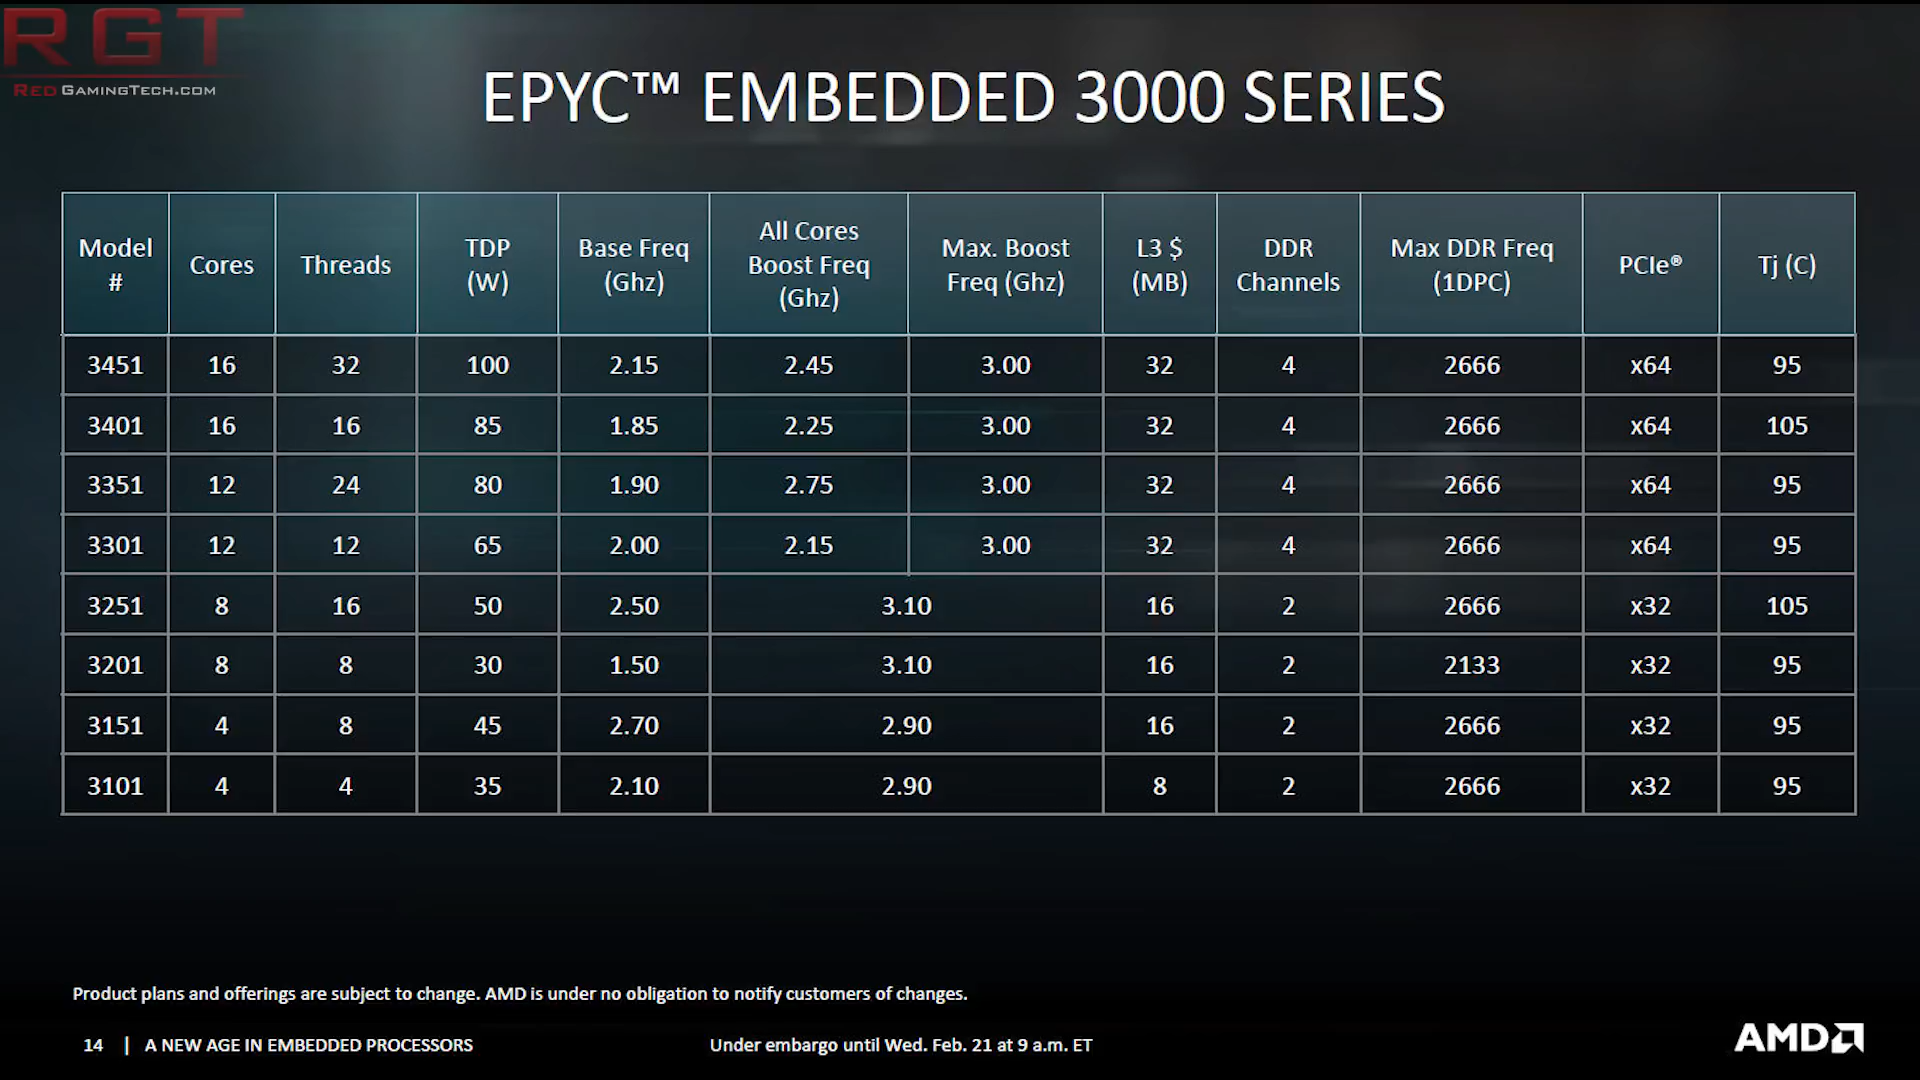 RGT
RED GAMINGTECH.COM
EPYC™ EMBEDDED 3000 SERIES
Model # Cores Threads TDP (W) Base Freq (Ghz) All Cores Boost Freq (Ghz) Max. Boost Freq (Ghz) L3 $ (MB) DDR Channels Max DDR Freq (1DPC) PCIe® Tj (C)
3451 16 32 100 2.15 2.45 3.00 32 4 2666 x64 95
3401 16 16 85 1.85 2.25 3.00 32 4 2666 x64 105
3351 12 24 80 1.90 2.75 3.00 32 4 2666 x64 95
3301 12 12 65 2.00 2.15 3.00 32 4 2666 x64 95
3251 8 16 50 2.50 3.10 16 2 2666 x32 105
3201 8 8 30 1.50 3.10 16 2 2133 x32 95
3151 4 8 45 2.70 2.90 16 2 2666 x32 95
3101 4 4 35 2.10 2.90 8 2 2666 x32 95
Product plans and offerings are subject to change. AMD is under no obligation to notify customers of changes.
14 | A NEW AGE IN EMBEDDED PROCESSORS Under embargo until Wed. Feb. 21 at 9 a.m. ET
AMD